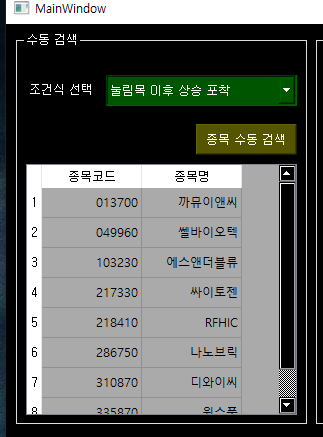 MainWindow
수동 검색
조건식 선택 눌림목 이후 상승 포착
종목 수동 검색
종목코드 종목명
1 013700 까뮤이앤씨
2 049960 쎌바이오텍
3 103230 에스앤더블류
4 217330 싸이토젠
5 218410 RFHIC
6 286750 나노브릭
7 310870 디와이씨
8 335870 윙스풋